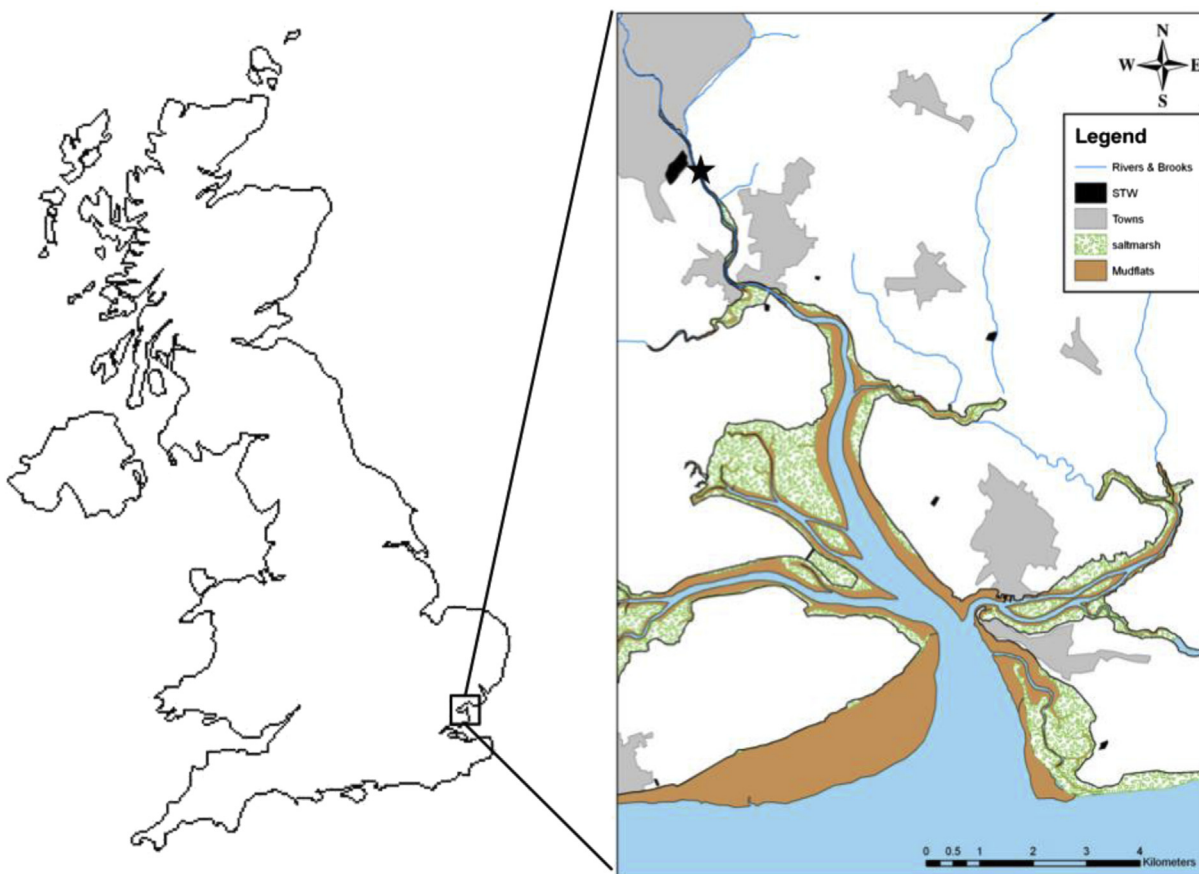 N
W E
S
Legend
Rivers & Brooks
STW
Towns
saltmarsh
Mudflats
0 0.5 1 2 3 4
Kilometers